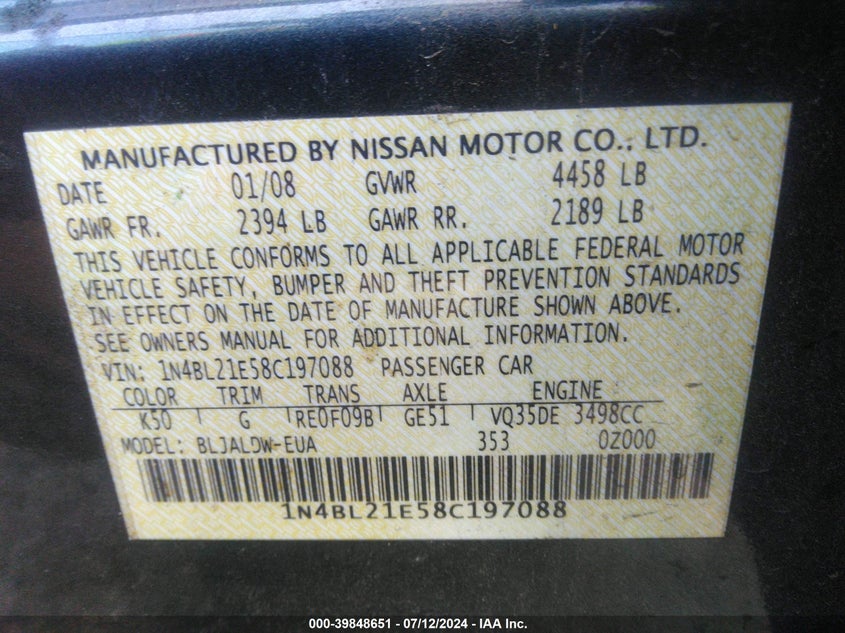 MANUFACTURED BY NISSAN MOTOR CO., LTD.
DATE 01/08 GVWR 4458 LB
GAWR FR. 2394 LB GAWR RR. 2189 LB
THIS VEHICLE CONFORMS TO ALL APPLICABLE FEDERAL MOTOR
VEHICLE SAFETY, BUMPER AND THEFT PREVENTION STANDARDS
IN EFFECT ON THE DATE OF MANUFACTURE SHOWN ABOVE.
SEE OWNERS MANUAL FOR ADDITIONAL INFORMATION.
VIN: 1N4BL21E58C197088 PASSENGER CAR
COLOR TRIM TRANS AXLE ENGINE
K50 G RE0F09B GE51 VQ35DE 3498CC
MODEL: BLJALDW-EUA 353 0Z000
1N4BL21E58C197088
000-39848651 - 07/12/2024 - IAA Inc.